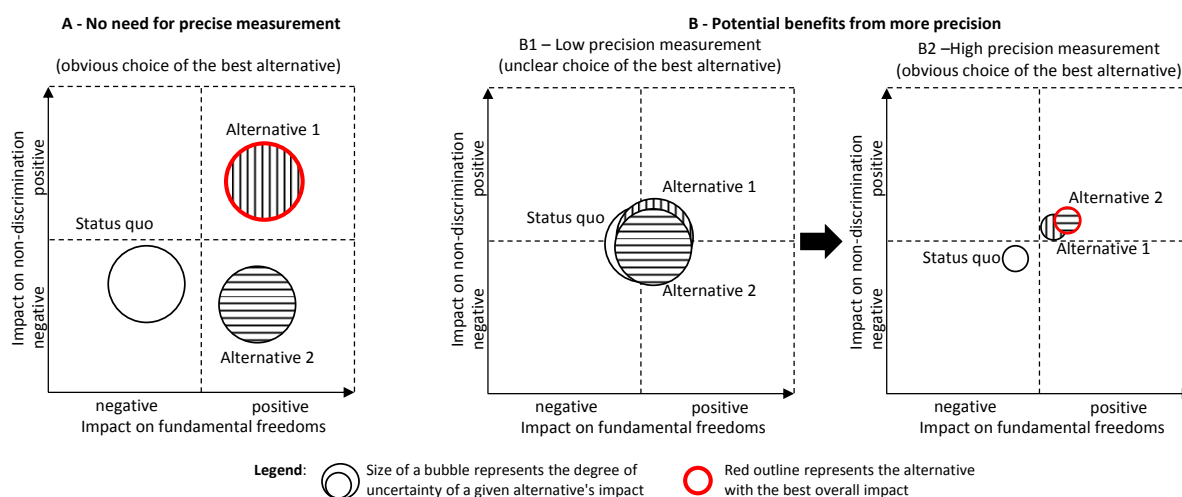 A - No need for precise measurement
(obvious choice of the best alternative)
Impact on non-discrimination
negative
positive
Alternative 1
Status quo
Alternative 2
negative
positive
Impact on fundamental freedoms
B - Potential benefits from more precision
B1 – Low precision measurement
(unclear choice of the best alternative)
Impact on non-discrimination
negative
positive
Alternative 1
Status quo
Alternative 2
negative
positive
Impact on fundamental freedoms
B2 –High precision measurement
(obvious choice of the best alternative)
Impact on non-discrimination
negative
positive
Alternative 2
Alternative 1
Status quo
negative
positive
Impact on fundamental freedoms
Legend:
Size of a bubble represents the degree of
uncertainty of a given alternative's impact
Red outline represents the alternative
with the best overall impact